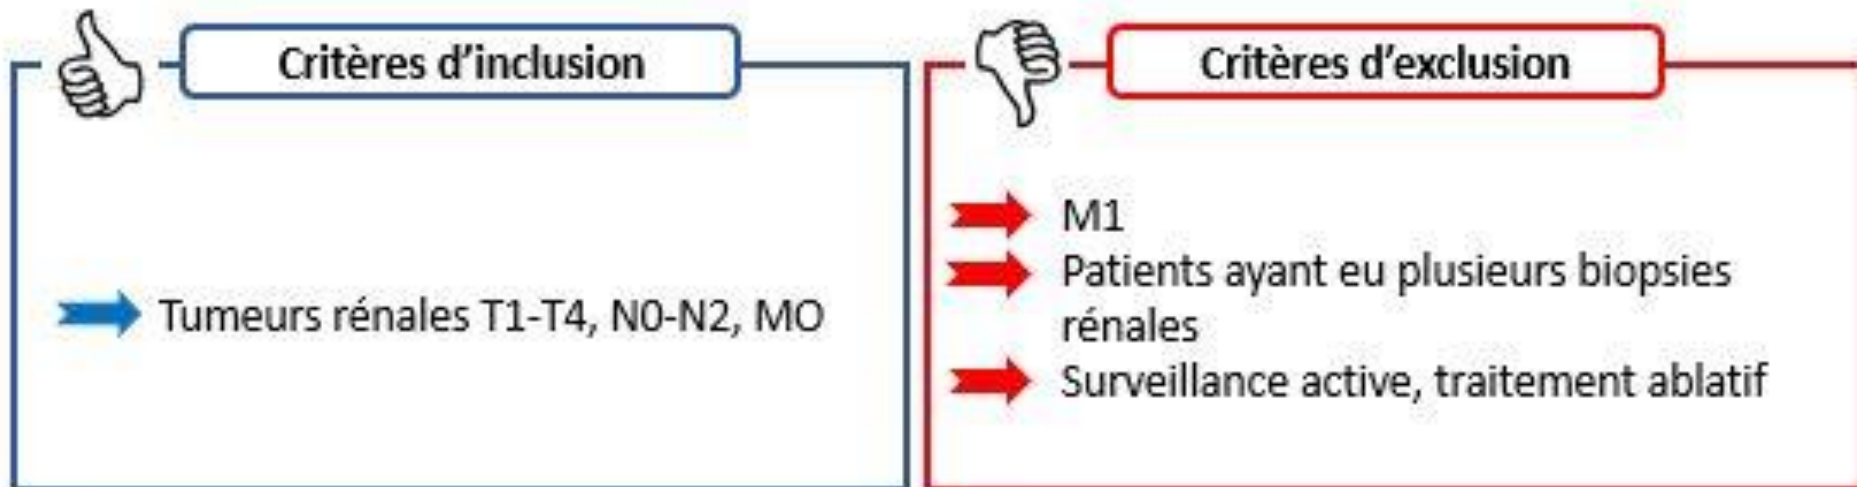 Critères d'inclusion
Tumeurs rénales T1-T4, N0-N2, MO
Critères d'exclusion
M1
Patients ayant eu plusieurs biopsies
rénales
Surveillance active, traitement ablatif